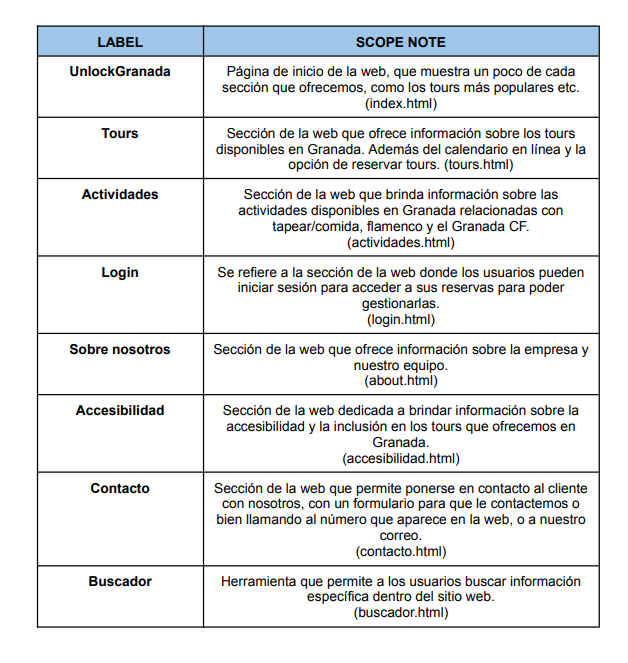 LABEL
SCOPE NOTE
UnlockGranada
Página de inicio de la web, que muestra un poco de cada
sección que ofrecemos, como los tours más populares etc.
(index.html)
Tours
Sección de la web que ofrece información sobre los tours
disponibles en Granada. Además del calendario en línea y la
opción de reservar tours. (tours.html)
Actividades
Sección de la web que brinda información sobre las
actividades disponibles en Granada relacionadas con
tapear/comida, flamenco y el Granada CF.
(actividades.html)
Login
Se refiere a la sección de la web donde los usuarios pueden
iniciar sesión para acceder a sus reservas para poder
gestionarlas.
(login.html)
Sobre nosotros
Sección de la web que ofrece información sobre la empresa y
nuestro equipo.
(about.html)
Accesibilidad
Sección de la web dedicada a brindar información sobre la
accesibilidad y la inclusión en los tours que ofrecemos en
Granada.
(accesibilidad.html)
Contacto
Sección de la web que permite ponerse en contacto al cliente
con nosotros, con un formulario para que le contactemos o
bien llamando al número que aparece en la web, o a nuestro
correo.
(contacto.html)
Buscador
Herramienta que permite a los usuarios buscar información
específica dentro del sitio web.
(buscador.html)